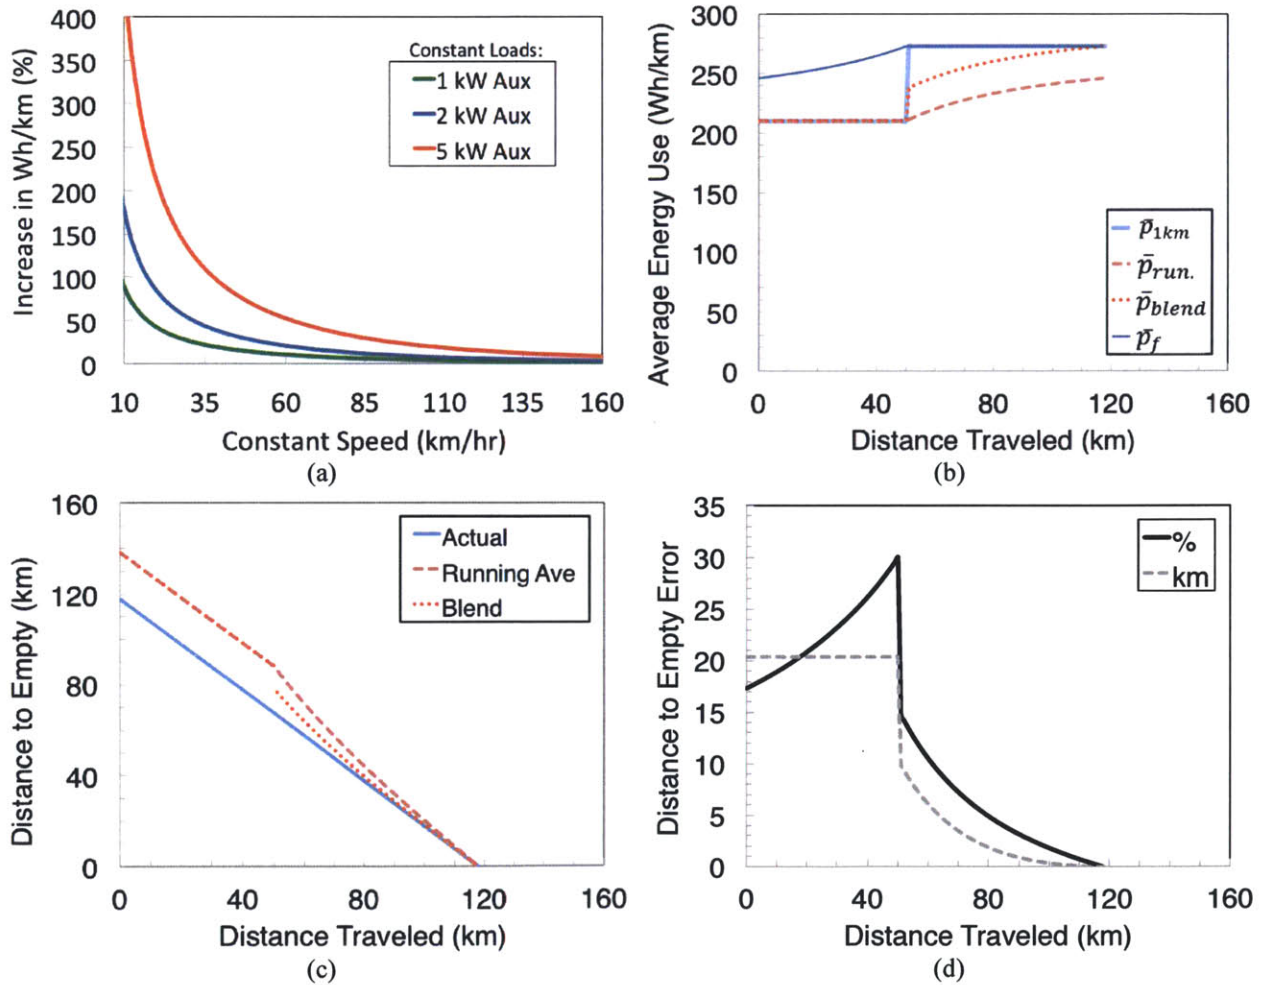 400
350
300
250
200
150
100
50
0
Increase in Wh/km (%)
Constant Loads:
1 kW Aux
2 kW Aux
5 kW Aux
10 35 60 85 110 135 160
Constant Speed (km/hr)
(a)
300
250
200
150
100
50
0
Average Energy Use (Wh/km)
p̄1km
p̄run.
p̄blend
p̄f
0 40 80 120 160
Distance Traveled (km)
(b)
160
120
80
40
0
Distance to Empty (km)
Actual
Running Ave
Blend
0 40 80 120 160
Distance Traveled (km)
(c)
35
30
25
20
15
10
5
0
Distance to Empty Error
%
km
0 40 80 120 160
Distance Traveled (km)
(d)